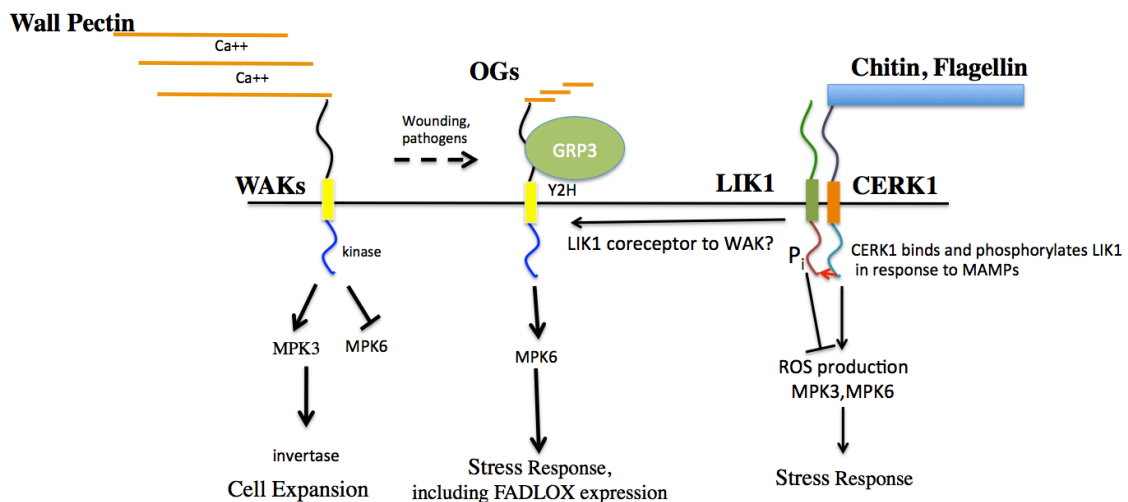 Wall Pectin
Ca++
Ca++
OGs
Chitin, Flagellin
Wounding,
pathogens
GRP3
WAKs
Y2H
LIK1
CERK1
LIK1 coreceptor to WAK?
kinase
Pi
CERK1 binds and phosphorylates LIK1
in response to MAMPs
MPK3
MPK6
MPK6
ROS production
MPK3,MPK6
invertase
Cell Expansion
Stress Response,
including FADLOX expression
Stress Response